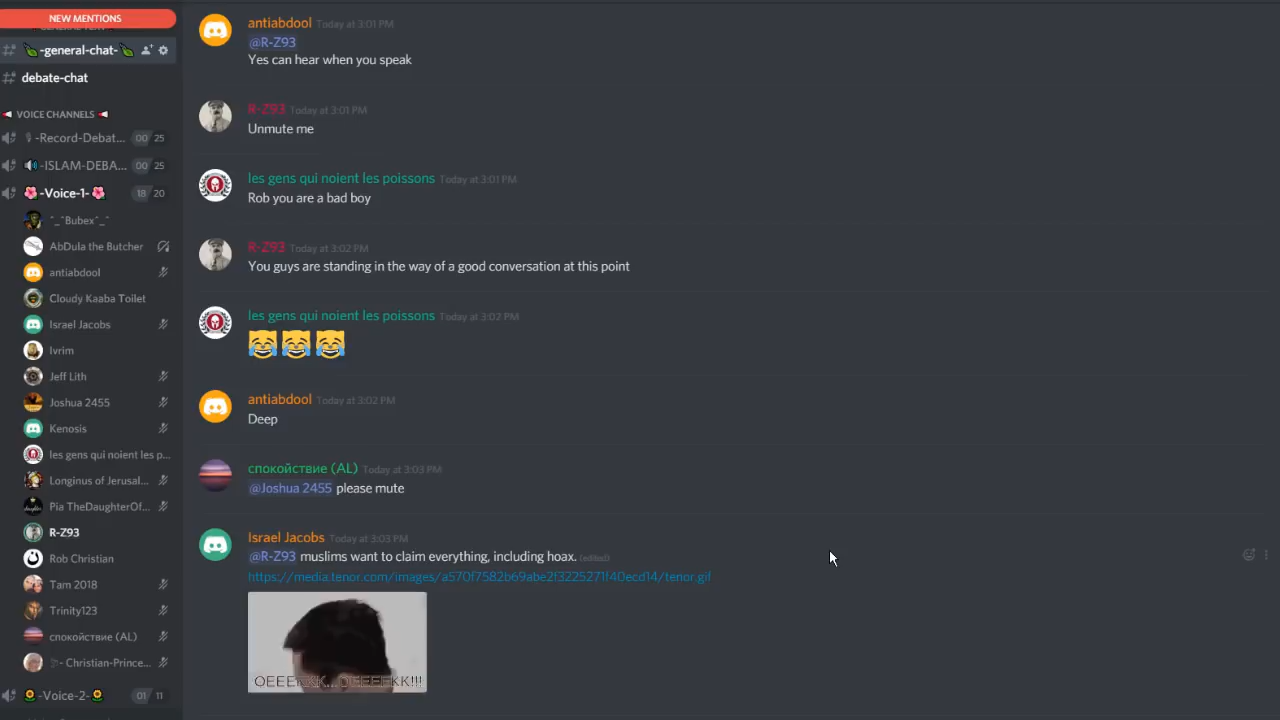 NEW MENTIONS
-general-chat-
debate-chat
VOICE CHANNELS
-Record-Debat... 00 25
-ISLAM-DEBA... 00 25
-Voice-1- 18 20
^_^Bubex^_^
AbDula the Butcher
antiabdool
Cloudy Kaaba Toilet
Israel Jacobs
Ivrim
Jeff Lith
Joshua 2455
Kenosis
les gens qui noient les p...
Longinus of Jerusal...
Pia TheDaughterOf...
R-Z93
Rob Christian
Tam 2018
Trinity123
спокойствие (AL)
- Christian-Prince...
-Voice-2- 01 11
antiabdool Today at 3:01 PM
@R-Z93
Yes can hear when you speak
R-Z93 Today at 3:01 PM
Unmute me
les gens qui noient les poissons Today at 3:01 PM
Rob you are a bad boy
R-Z93 Today at 3:02 PM
You guys are standing in the way of a good conversation at this point
les gens qui noient les poissons Today at 3:02 PM
antiabdool Today at 3:02 PM
Deep
спокойствие (AL) Today at 3:03 PM
@Joshua 2455 please mute
Israel Jacobs Today at 3:03 PM
@R-Z93 muslims want to claim everything, including hoax. (edited)
https://media.tenor.com/images/a570f7582b69abe2f3225271f40ecd14/tenor.gif